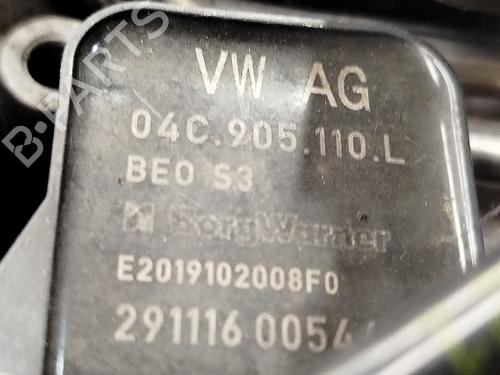 VW AG
04C.905.110.L
BEO S3
BorgWarner
E2019102008F0
291116 0054
B-PARTS